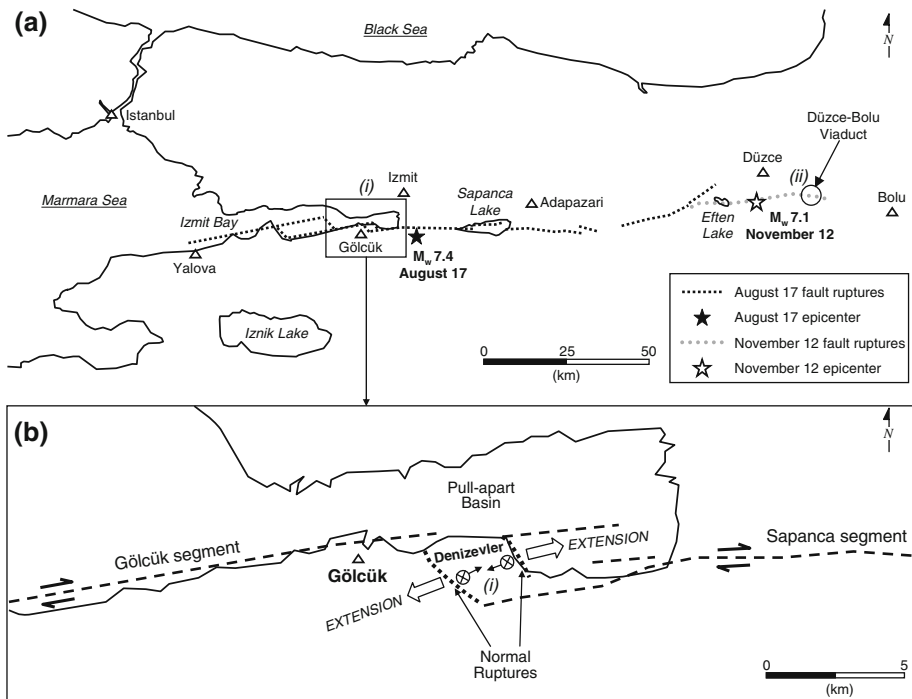 (a)
Black Sea
N
Istanbul
Düzce-Bolu
Viaduct
Düzce
(ii)
Izmit
(i)
Sapanca
Lake
Adapazari
Bolu
Marmara Sea
Izmit Bay
Eften
Lake
Mw 7.1
November 12
Gölcük
Yalova
Mw 7.4
August 17
Iznik Lake
August 17 fault ruptures
August 17 epicenter
November 12 fault ruptures
November 12 epicenter
0 25 50
(km)
(b)
N
Pull-apart
Basin
Gölcük segment
Denizevler
EXTENSION
Sapanca segment
Gölcük
(i)
EXTENSION
Normal
Ruptures
0 5
(km)